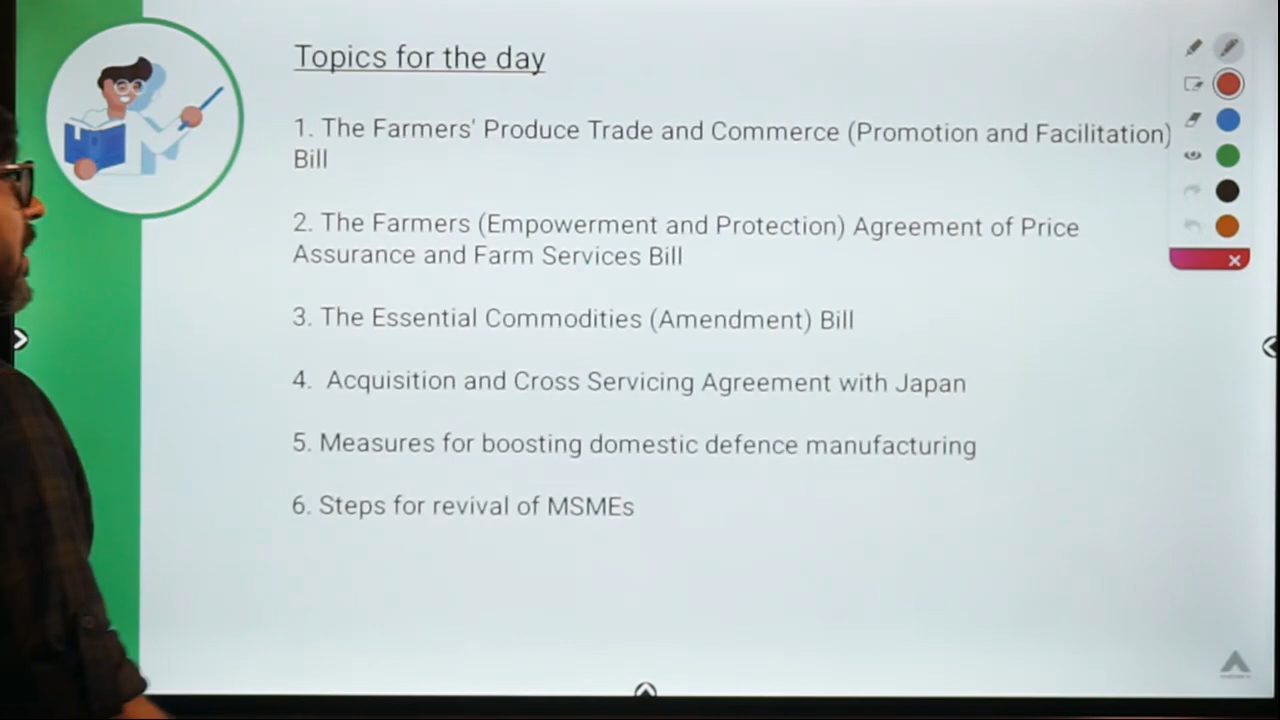 Topics for the day
1. The Farmers' Produce Trade and Commerce (Promotion and Facilitation)
Bill
2. The Farmers (Empowerment and Protection) Agreement of Price
Assurance and Farm Services Bill
3. The Essential Commodities (Amendment) Bill
4. Acquisition and Cross Servicing Agreement with Japan
5. Measures for boosting domestic defence manufacturing
6. Steps for revival of MSMEs